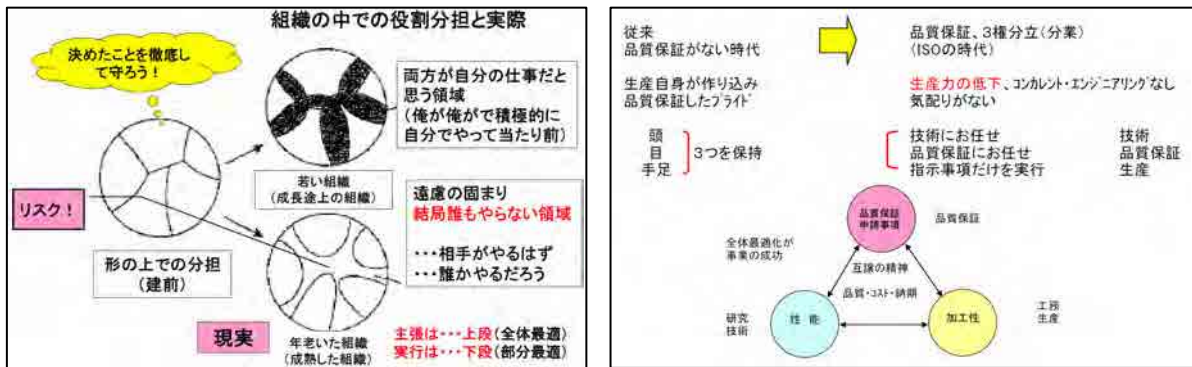 組織の中での役割分担と実際
決めたことを徹底し
て守ろう！
両方が自分の仕事だと
思う領域
(俺が俺がで積極的に
自分でやって当たり前)
若い組織
(成長途上の組織)
リスク！
形の上での分担
(建前)
遠慮の固まり
結局誰もやらない領域
・・・相手がやるはず
・・・誰かやるだろう
現実
年老いた組織
(成熟した組織)
主張は・・・上段(全体最適)
実行は・・・下段(部分最適)
従来
品質保証がない時代
品質保証、３権分立(分業)
(ISOの時代)
生産自身が作り込み
品質保証したプライド
生産力の低下、コンカレント・エンジニアリングなし
気配りがない
頭
目
手足
3つを保持
技術にお任せ
品質保証にお任せ
指示事項だけを実行
技術
品質保証
生産
品質保証
申請事項
品質保証
全体最適化が
事業の成功
互譲の精神
品質・コスト・納期
研究
技術
性 能
加工性
工務
生産